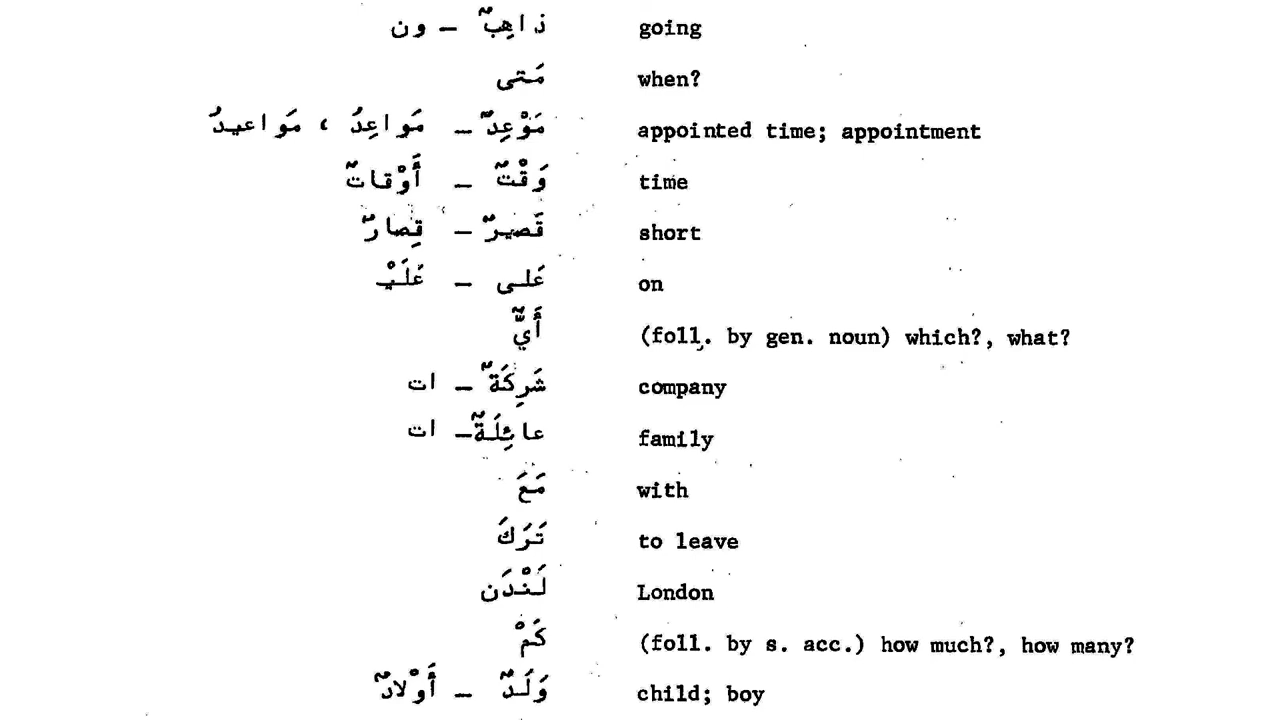 ذاهِبٌ – ون going
مَتى when?
مَوْعِدٌ – مَواعِدُ ، مَواعيدُ appointed time; appointment
وَقْتٌ – أَوْقاتٌ time
قَصيرٌ – قِصارٌ short
عَلى – عَلَيْ on
أَيٌّ (foll. by gen. noun) which?, what?
شَرِكَةٌ – ات company
عائِلَةٌ – ات family
مَعَ with
تَرَكَ to leave
لَنْدَن London
كَمْ (foll. by s. acc.) how much?, how many?
وَلَدٌ – أَوْلادٌ child; boy